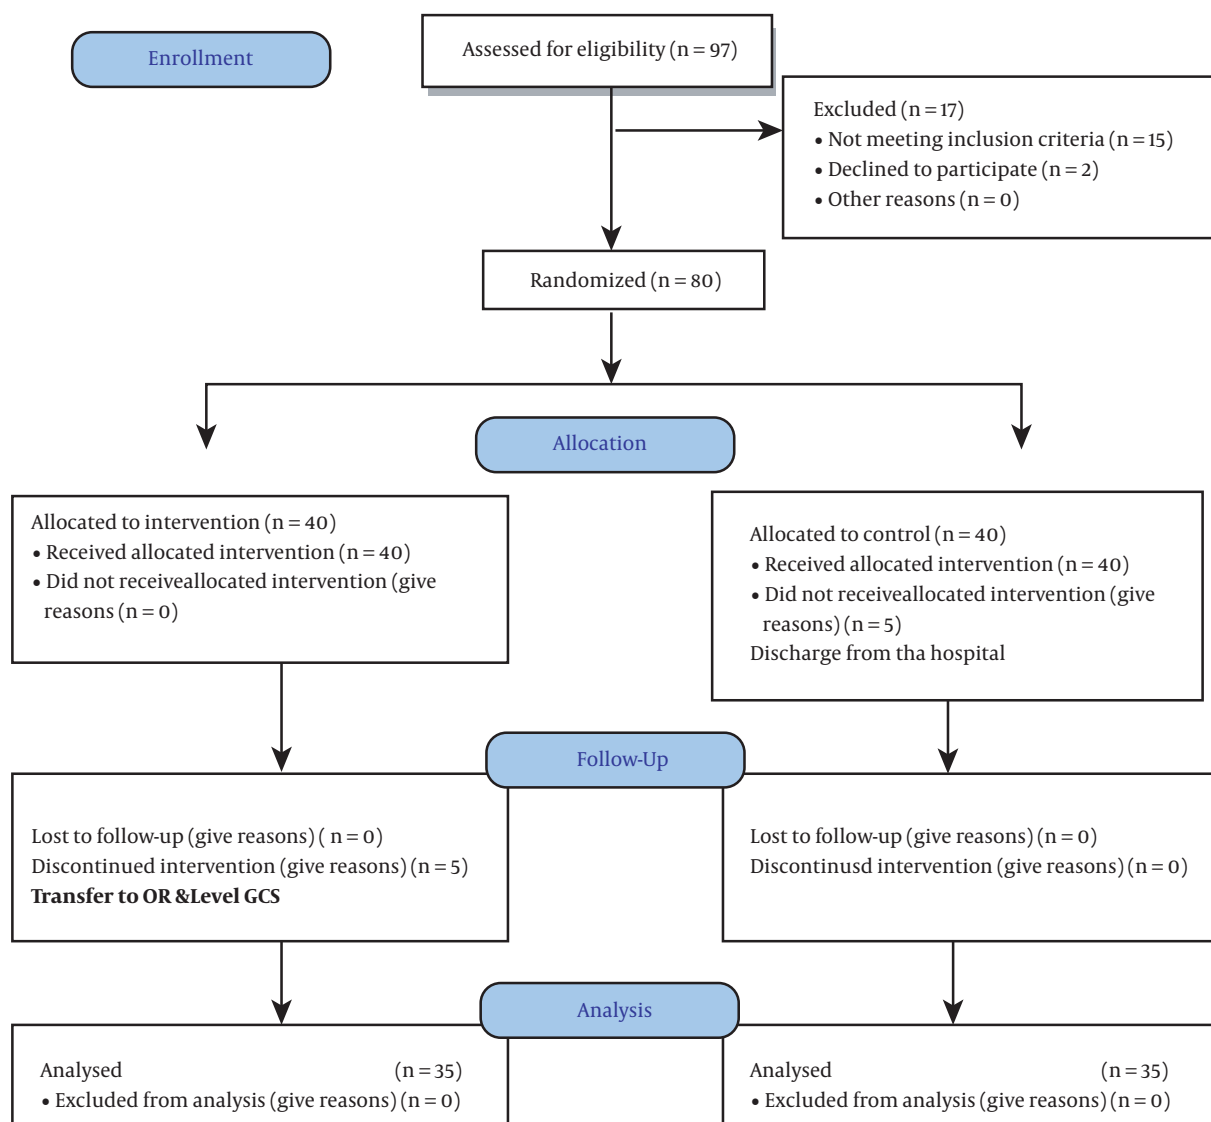 Enrollment
Assessed for eligibility (n = 97)
Excluded (n = 17)
• Not meeting inclusion criteria (n = 15)
• Declined to participate (n = 2)
• Other reasons (n = 0)
Randomized (n = 80)
Allocation
Allocated to intervention (n = 40)
• Received allocated intervention (n = 40)
• Did not receiveallocated intervention (give
reasons (n = 0)
Allocated to control (n = 40)
• Received allocated intervention (n = 40)
• Did not receiveallocated intervention (give
reasons) (n = 5)
Discharge from tha hospital
Follow-Up
Lost to follow-up (give reasons) ( n = 0)
Discontinued intervention (give reasons) (n = 5)
Transfer to OR &Level GCS
Lost to follow-up (give reasons) (n = 0)
Discontinusd intervention (give reasons) (n = 0)
Analysis
Analysed (n = 35)
• Excluded from analysis (give reasons) (n = 0)
Analysed (n = 35)
• Excluded from analysis (give reasons) (n = 0)